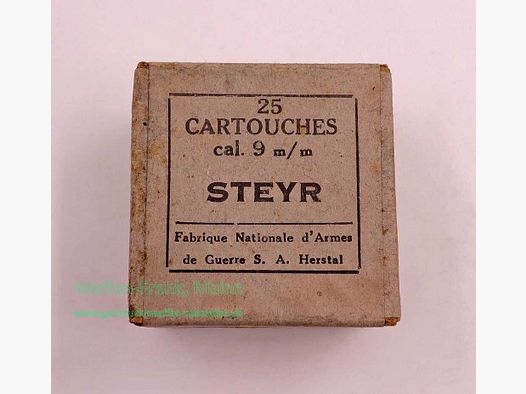 25
CARTOUCHES
cal. 9 m/m
STEYR
Fabrique Nationale d'Armes
de Guerre S. A. Herstal